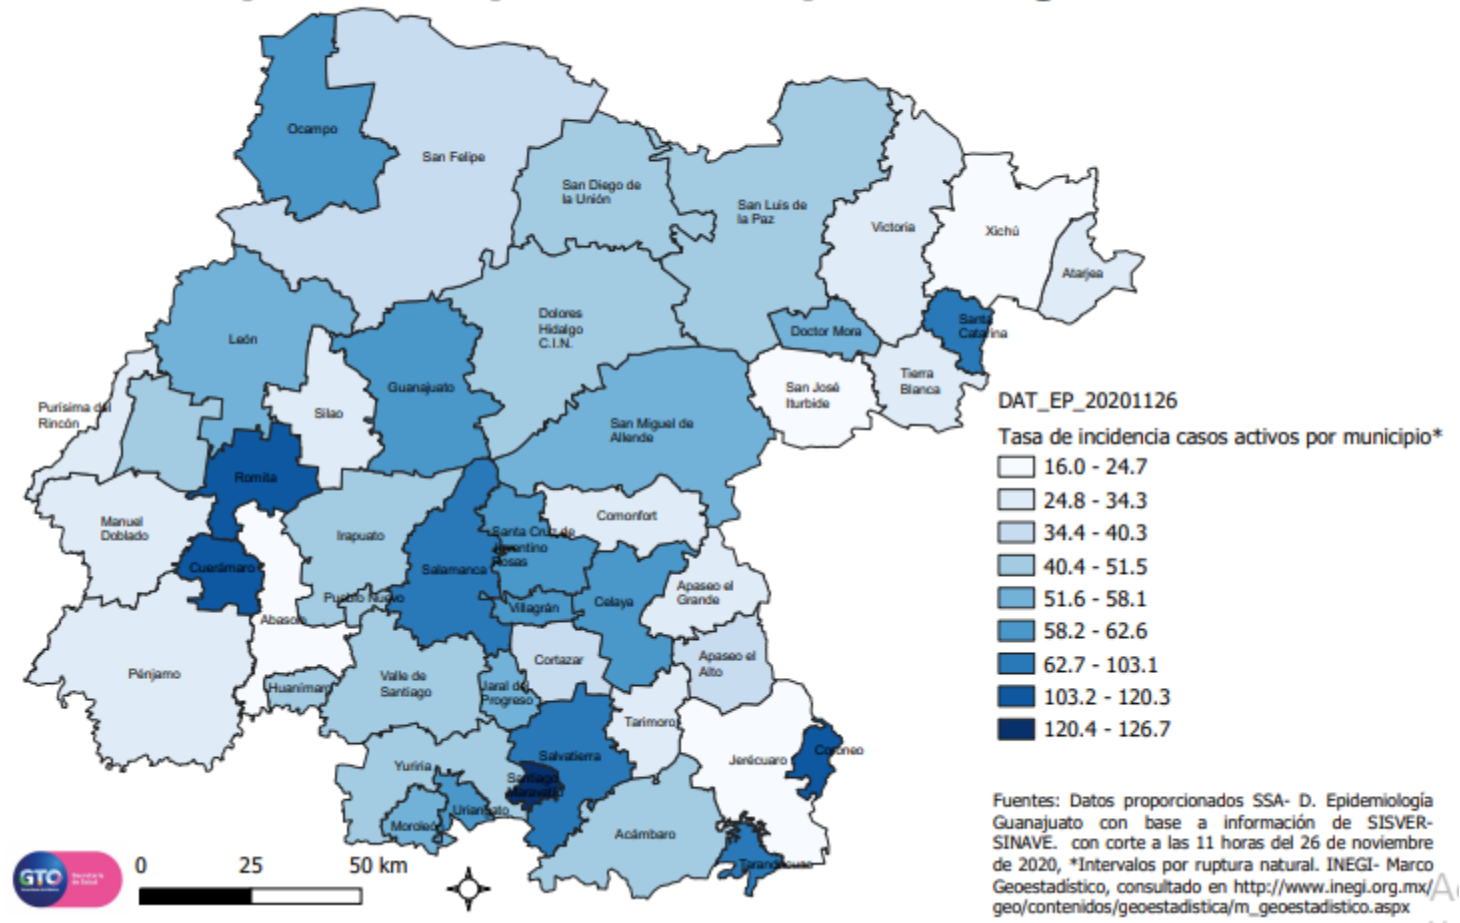 Ocampo
San Felipe
San Diego de
la Unión
San Luis de
la Paz
Victoria
Xichú
Atarjea
León
Dolores
Hidalgo
C.I.N.
Doctor Mora
Santa
Catarina
Guanajuato
Silao
San José
Iturbide
Tierra
Blanca
Purísima del
Rincón
San Miguel de
Allende
Romita
Manuel
Doblado
Irapuato
Comonfort
Santa Cruz de
Juventino
Rosas
Cuerámaro
Salamanca
Pueblo Nuevo
Villagrán
Celaya
Apaseo el
Grande
Abasolo
Pénjamo
Cortazar
Apaseo el
Alto
Huanímaro
Valle de
Santiago
Jaral del
Progreso
Tarimoro
Salvatierra
Jerécuaro
Coroneo
Yuriria
Santiago
Maravatío
Uriangato
Moroleón
Acámbaro
Tarandacuao
DAT_EP_20201126
Tasa de incidencia casos activos por municipio*
16.0 - 24.7
24.8 - 34.3
34.4 - 40.3
40.4 - 51.5
51.6 - 58.1
58.2 - 62.6
62.7 - 103.1
103.2 - 120.3
120.4 - 126.7
Fuentes: Datos proporcionados SSA- D. Epidemiología
Guanajuato con base a información de SISVER-
SINAVE. con corte a las 11 horas del 26 de noviembre
de 2020, *Intervalos por ruptura natural. INEGI- Marco
Geoestadístico, consultado en http://www.inegi.org.mx/
geo/contenidos/geoestadistica/m_geoestadistico.aspx
GTO
Secretaría
de Salud
0 25 50 km